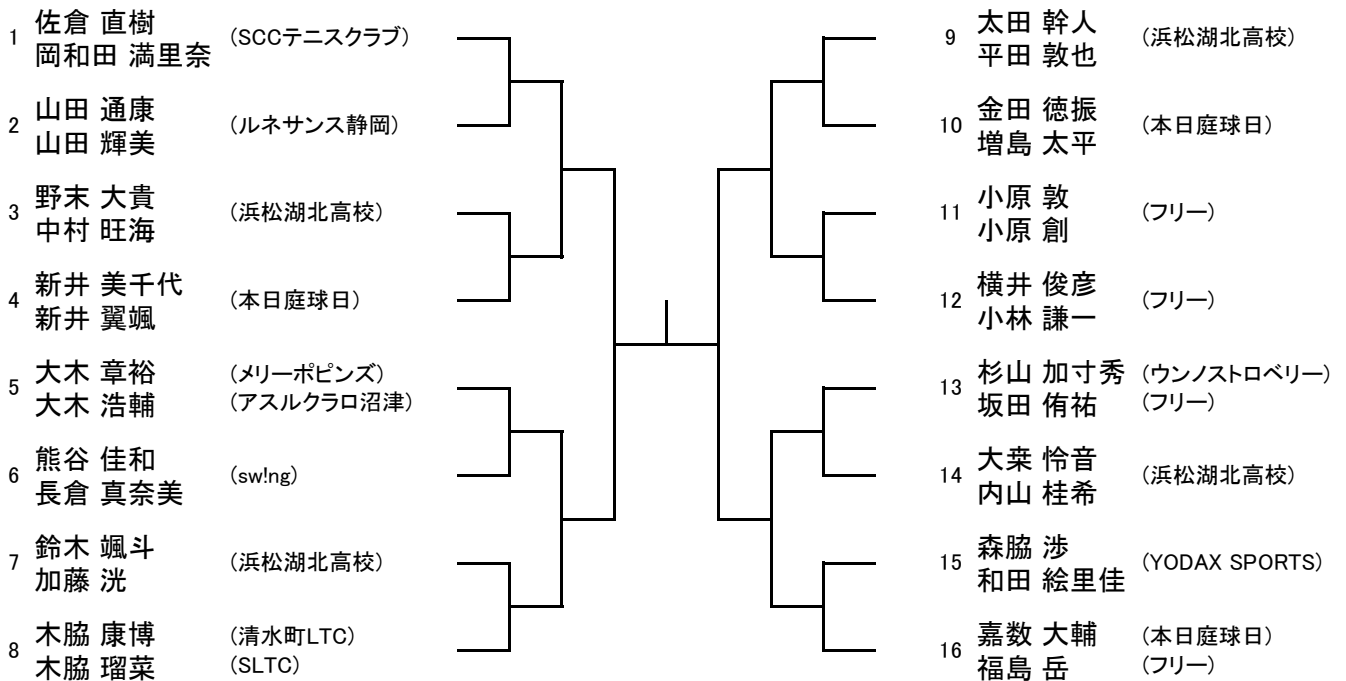 1 佐倉 直樹 (SCCテニスクラブ)
岡和田 満里奈
2 山田 通康 (ルネサンス静岡)
山田 輝美
3 野末 大貴 (浜松湖北高校)
中村 旺海
4 新井 美千代 (本日庭球日)
新井 翼颯
5 大木 章裕 (メリーポピンズ)
大木 浩輔 (アスルクラロ沼津)
6 熊谷 佳和 (sw!ng)
長倉 真奈美
7 鈴木 颯斗 (浜松湖北高校)
加藤 洸
8 木脇 康博 (清水町LTC)
木脇 瑠菜 (SLTC)
9 太田 幹人 (浜松湖北高校)
平田 敦也
10 金田 徳振 (本日庭球日)
増島 太平
11 小原 敦 (フリー)
小原 創
12 横井 俊彦 (フリー)
小林 謙一
13 杉山 加寸秀 (ウンノストロベリー)
坂田 侑祐 (フリー)
14 大桒 怜音 (浜松湖北高校)
内山 桂希
15 森脇 渉 (YODAX SPORTS)
和田 絵里佳
16 嘉数 大輔 (本日庭球日)
福島 岳 (フリー)